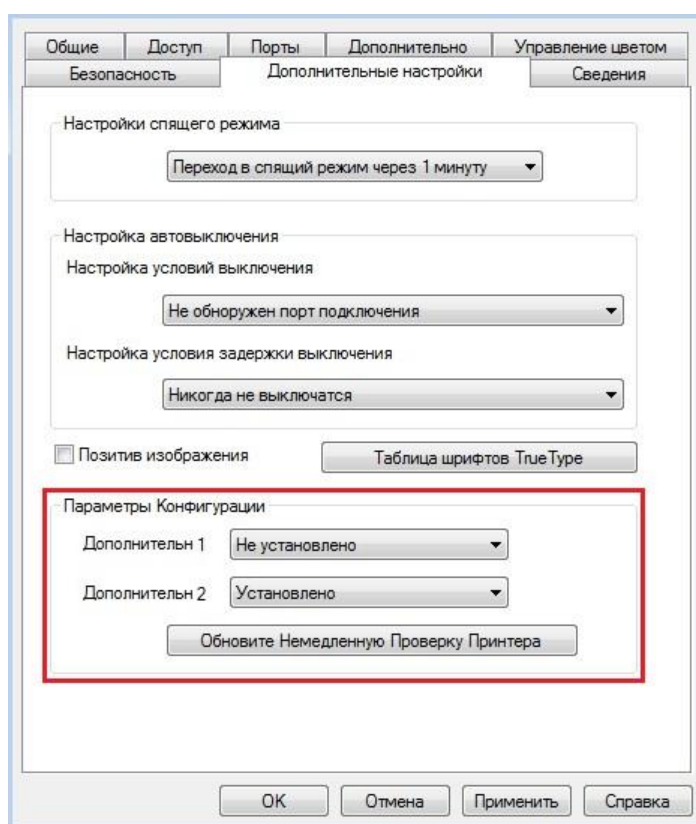 Общие Доступ Порты Дополнительно Управление цветом
Безопасность Дополнительные настройки Сведения
Настройки спящего режима
Переход в спящий режим через 1 минуту
Настройка автовыключения
Настройка условий выключения
Не обноружен порт подключения
Настройка условия задержки выключения
Никогда не выключатся
Позитив изображения Таблица шрифтов TrueType
Параметры Конфигурации
Дополнительн 1 Не установлено
Дополнительн 2 Установлено
Обновите Немедленную Проверку Принтера
OK Отмена Применить Справка